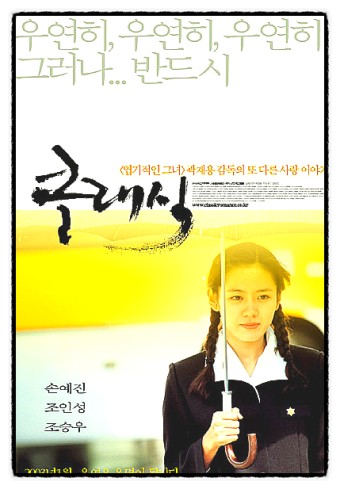 우연히, 우연히, 우연히
그러나... 반드시
<엽기적인 그녀> 곽재용 감독의 또 다른 사랑 이야기
클래식
손예진
조인성
조승우